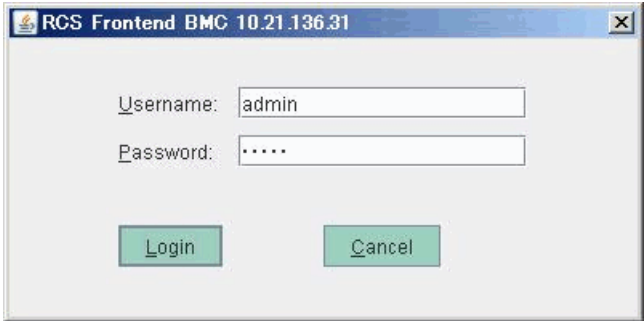 RCS Frontend BMC 10.21.136.31
Username: admin
Password: •••••
Login Cancel